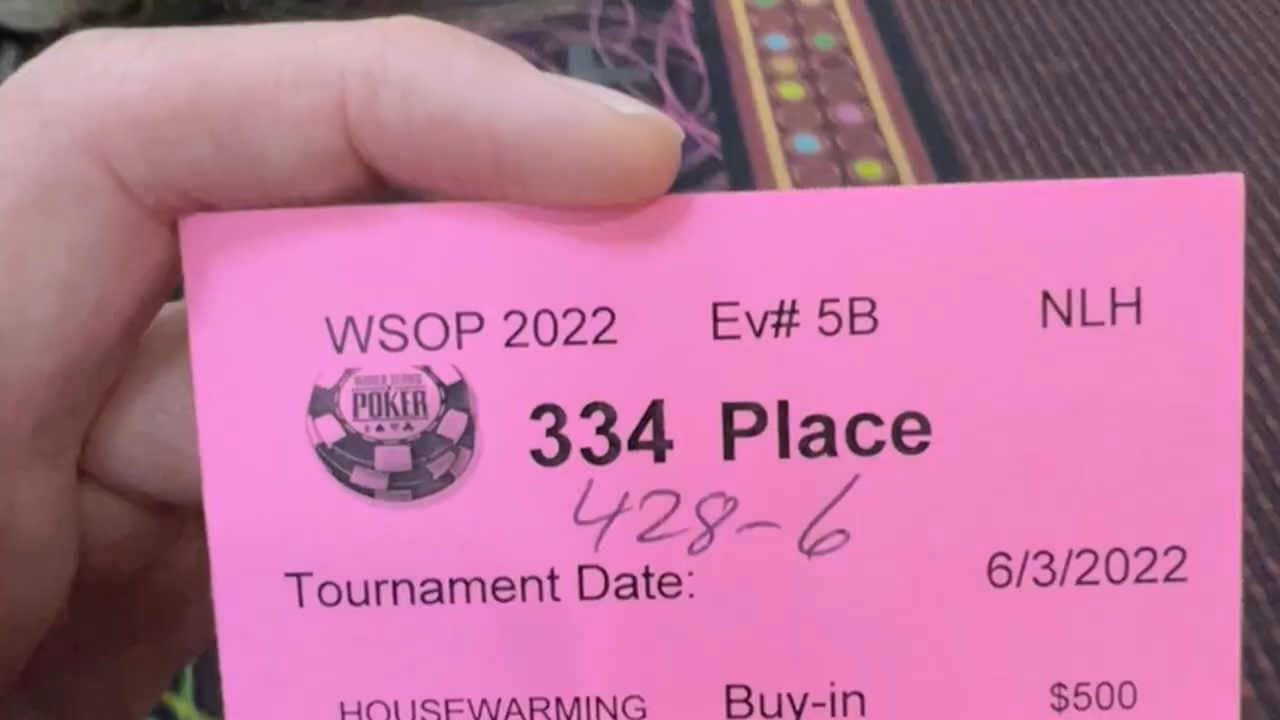 WSOP 2022 Ev# 5B NLH
WORLD SERIES
POKER
334 Place
428-6
Tournament Date: 6/3/2022
HOUSEWARMING Buy-in $500